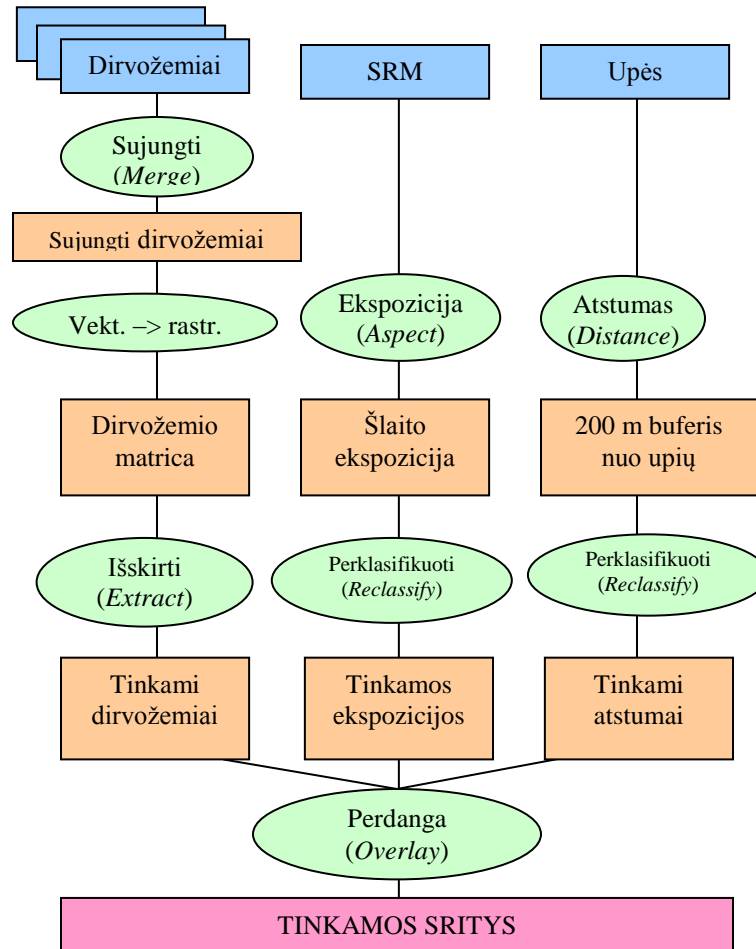 Dirvožemiai
SRM
Upės
Sujungti
(Merge)
Sujungti dirvožemiai
Vekt. –> rastr.
Ekspozicija
(Aspect)
Atstumas
(Distance)
Dirvožemio
matrica
Šlaito
ekspozicija
200 m buferis
nuo upių
Išskirti
(Extract)
Perklasifikuoti
(Reclassify)
Perklasifikuoti
(Reclassify)
Tinkami
dirvožemiai
Tinkamos
ekspozicijos
Tinkami
atstumai
Perdanga
(Overlay)
TINKAMOS SRITYS